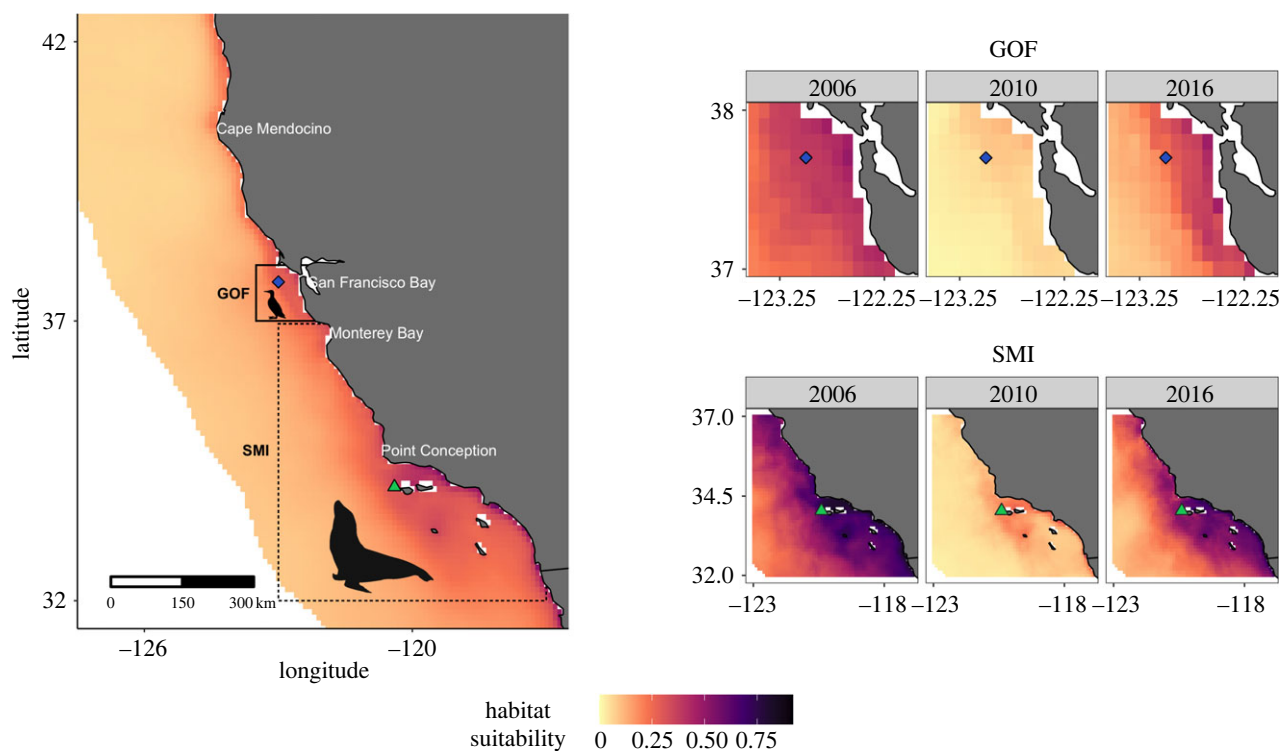 42
37
32
latitude
Cape Mendocino
GOF
San Francisco Bay
Monterey Bay
SMI
Point Conception
0 150 300 km
−126 −120
longitude
GOF
2006 2010 2016
38
37
−123.25 −122.25 −123.25 −122.25 −123.25 −122.25
SMI
2006 2010 2016
37.0
34.5
32.0
−123 −118 −123 −118 −123 −118
habitat
suitability
0 0.25 0.50 0.75